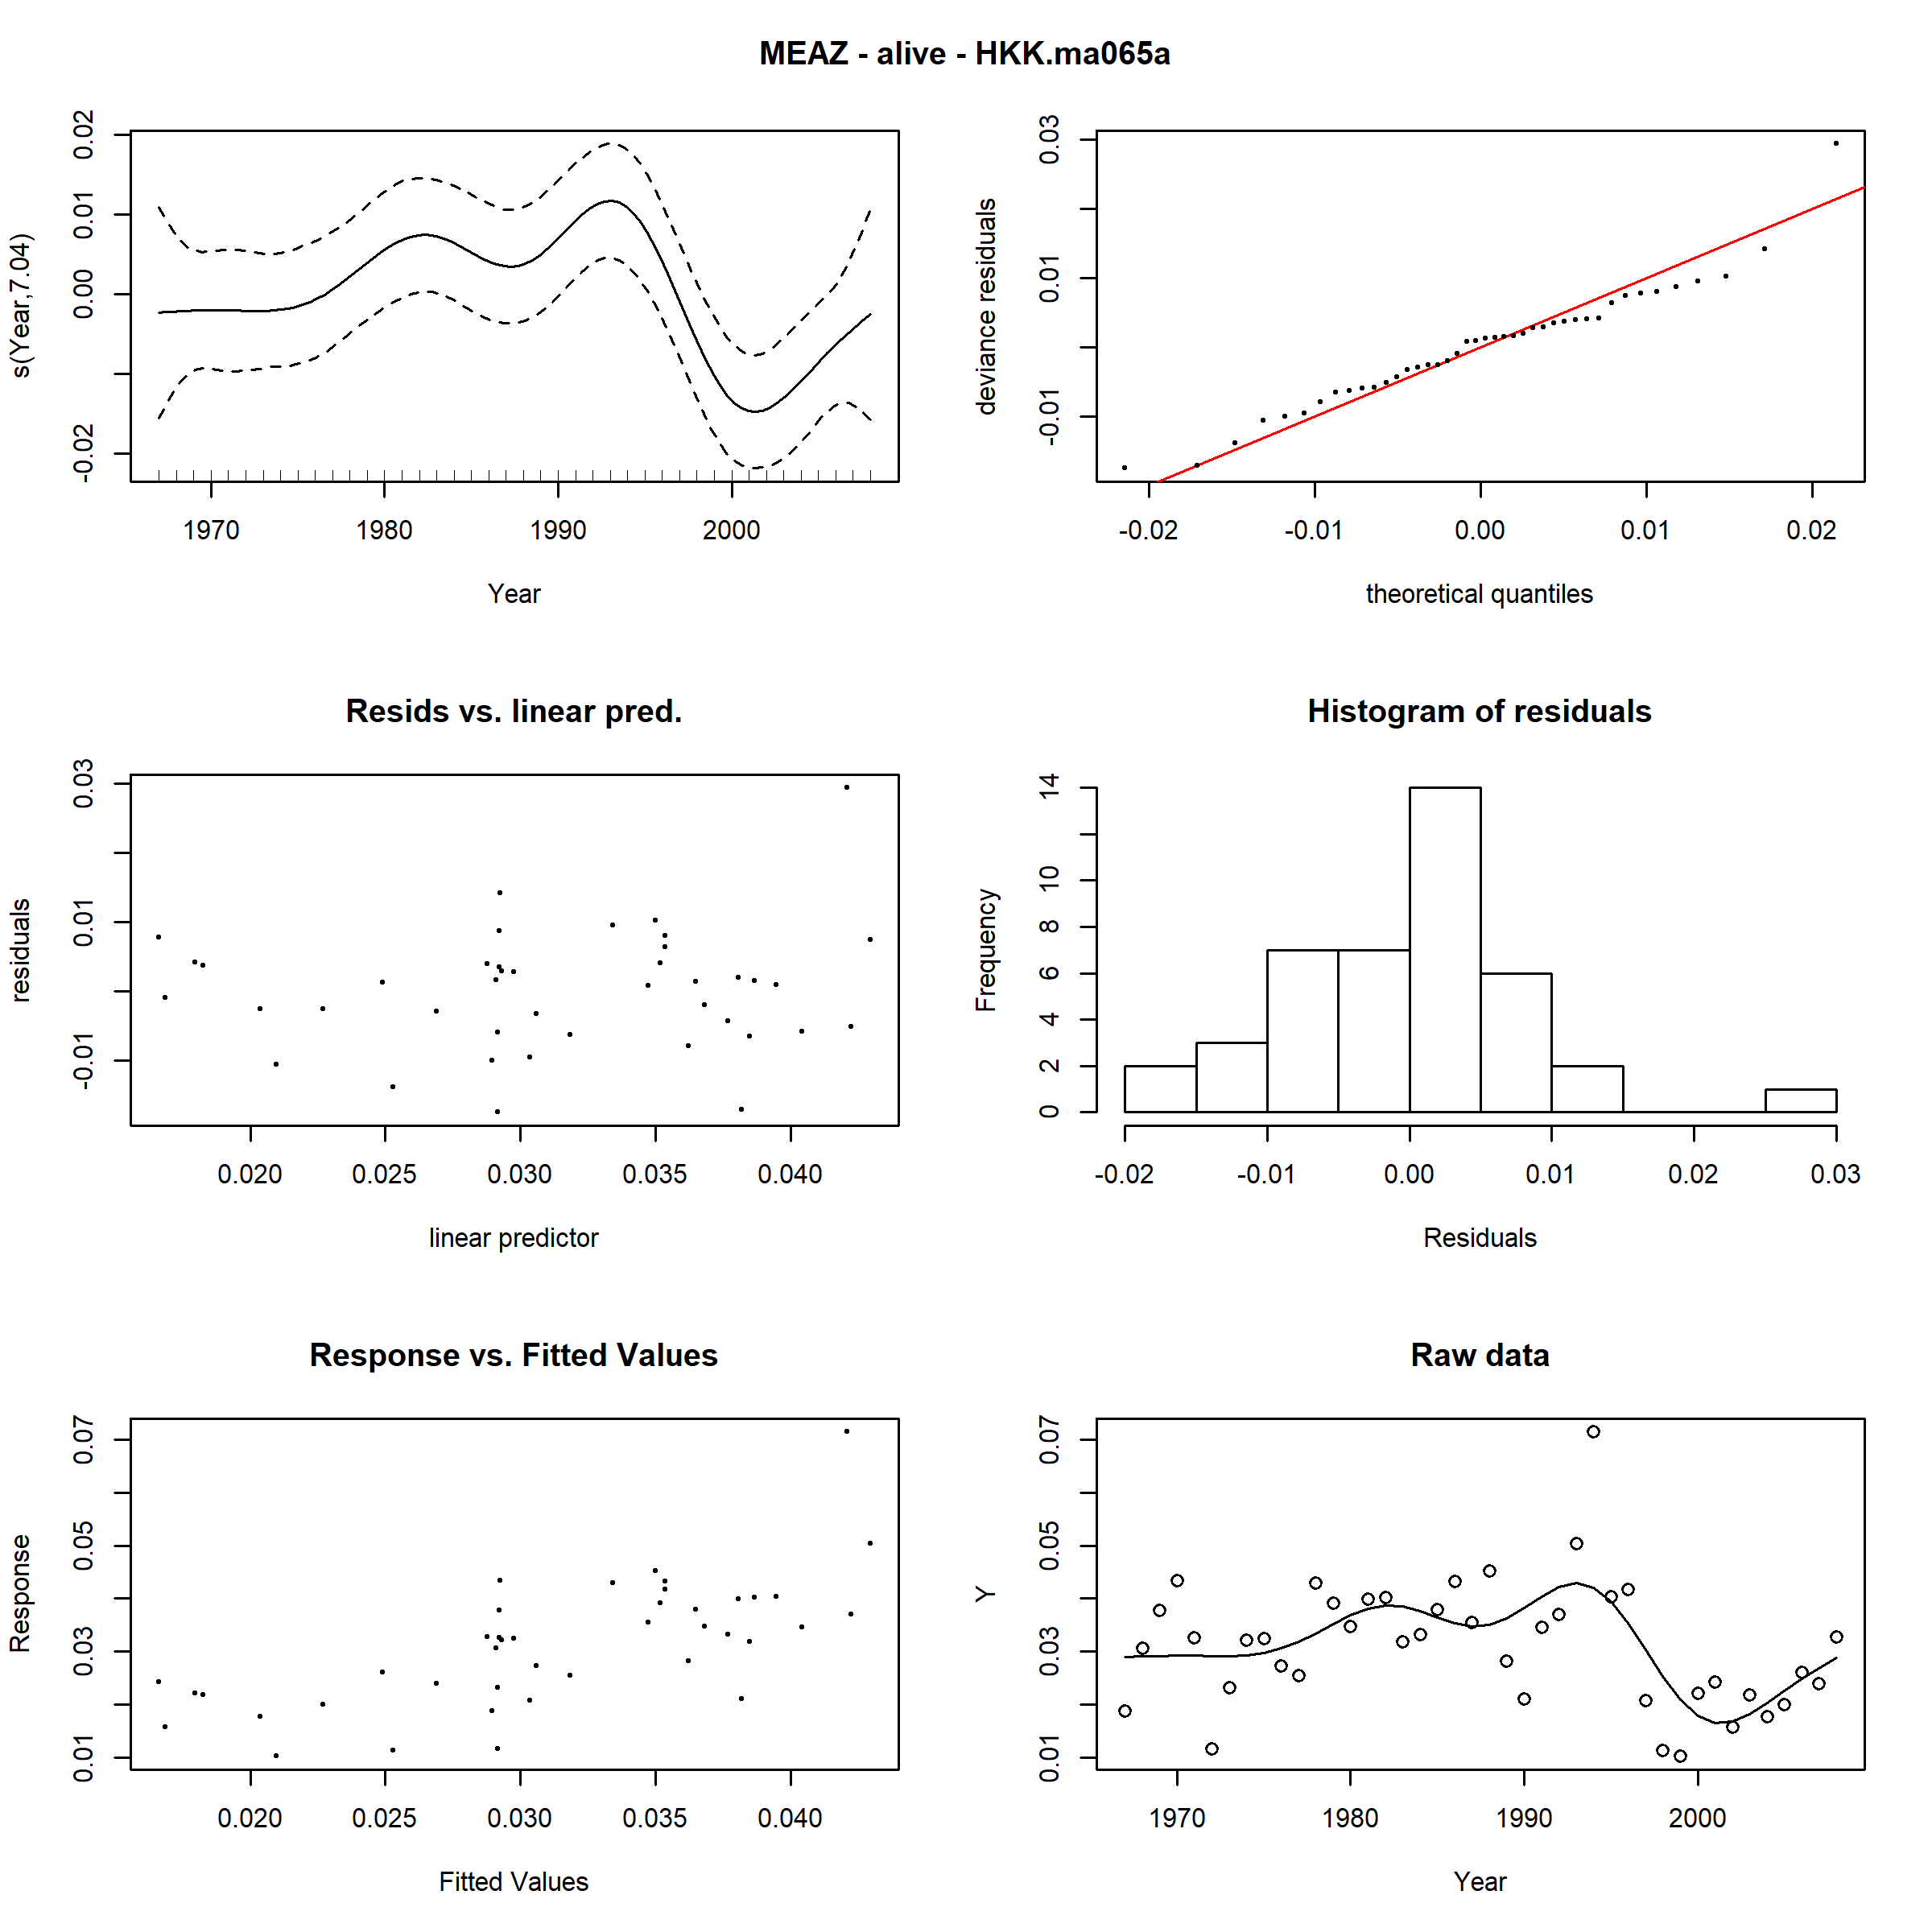 MEAZ - alive - HKK.ma065a
s(Year,7.04)
-0.02 0.00 0.01 0.02
1970 1980 1990 2000
Year
deviance residuals
-0.01 0.01 0.03
-0.02 -0.01 0.00 0.01 0.02
theoretical quantiles
Resids vs. linear pred.
residuals
-0.01 0.01 0.03
0.020 0.025 0.030 0.035 0.040
linear predictor
Histogram of residuals
Frequency
0 2 4 6 8 10 14
-0.02 -0.01 0.00 0.01 0.02 0.03
Residuals
Response vs. Fitted Values
Response
0.01 0.03 0.05 0.07
0.020 0.025 0.030 0.035 0.040
Fitted Values
Raw data
Y
0.01 0.03 0.05 0.07
1970 1980 1990 2000
Year